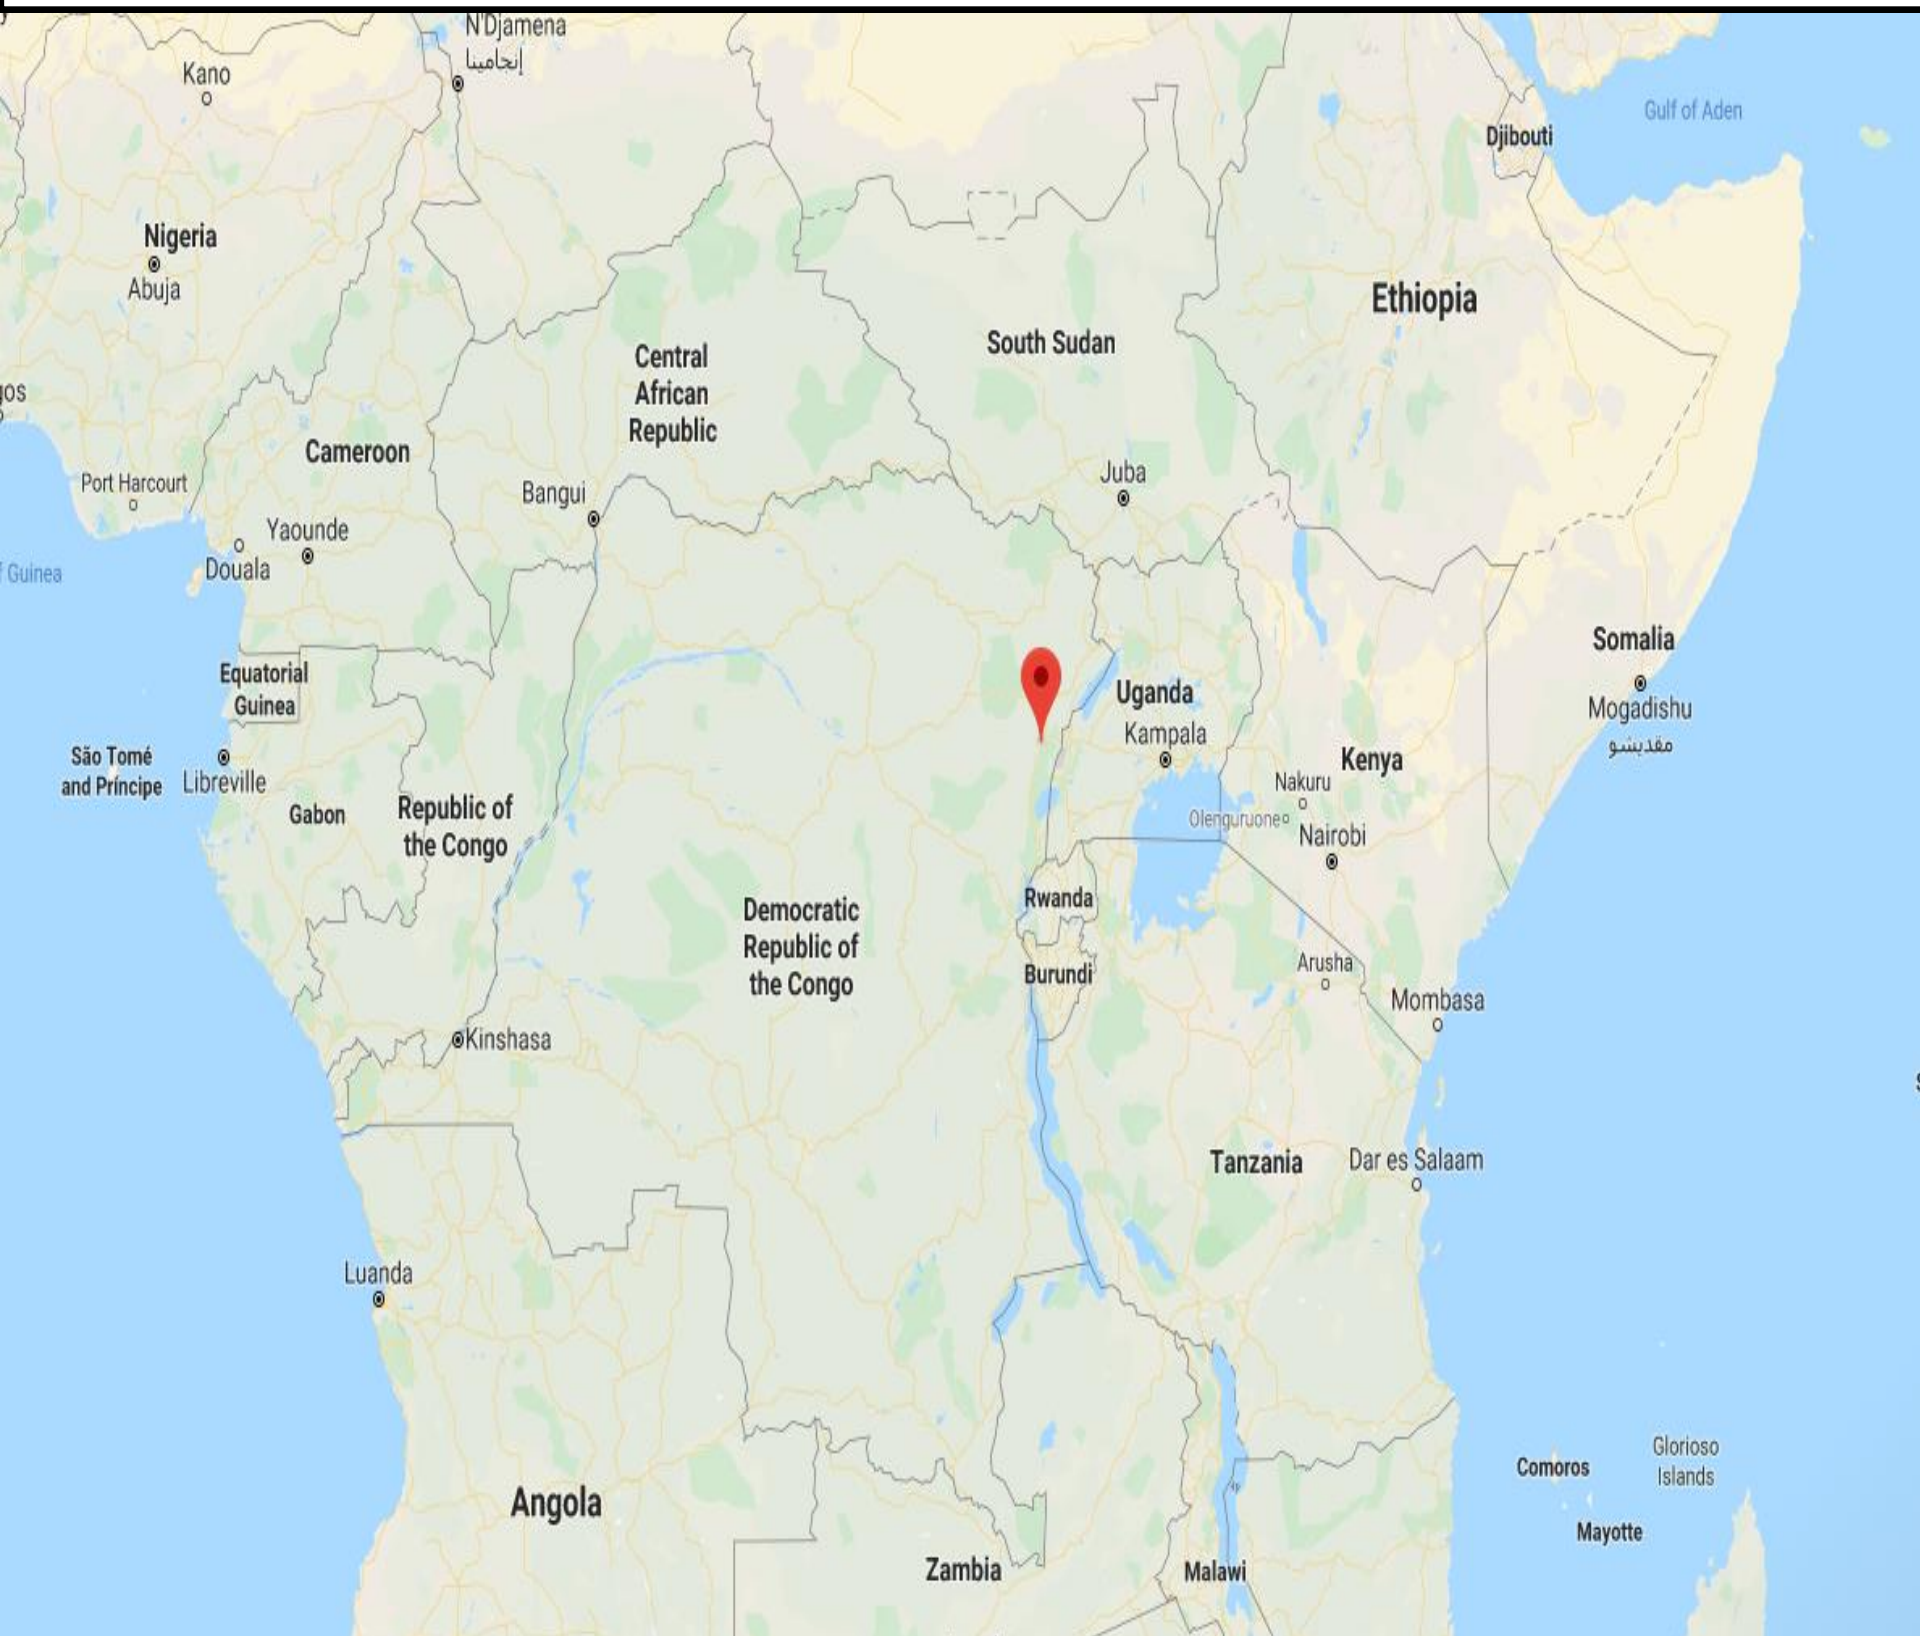 N'Djamena
إنجامينا
Kano
Gulf of Aden
Djibouti
Nigeria
Abuja
Ethiopia
South Sudan
Central
African
Republic
Cameroon
Port Harcourt
Bangui
Juba
Yaounde
Douala
Guinea
Somalia
Mogadishu
مقديشو
Equatorial
Guinea
Uganda
Kampala
São Tomé
and Príncipe
Libreville
Gabon
Republic of
the Congo
Kenya
Nakuru
Olenguruone
Nairobi
Rwanda
Democratic
Republic of
the Congo
Burundi
Arusha
Mombasa
Kinshasa
Tanzania
Dar es Salaam
Luanda
Angola
Comoros
Glorioso
Islands
Mayotte
Zambia
Malawi